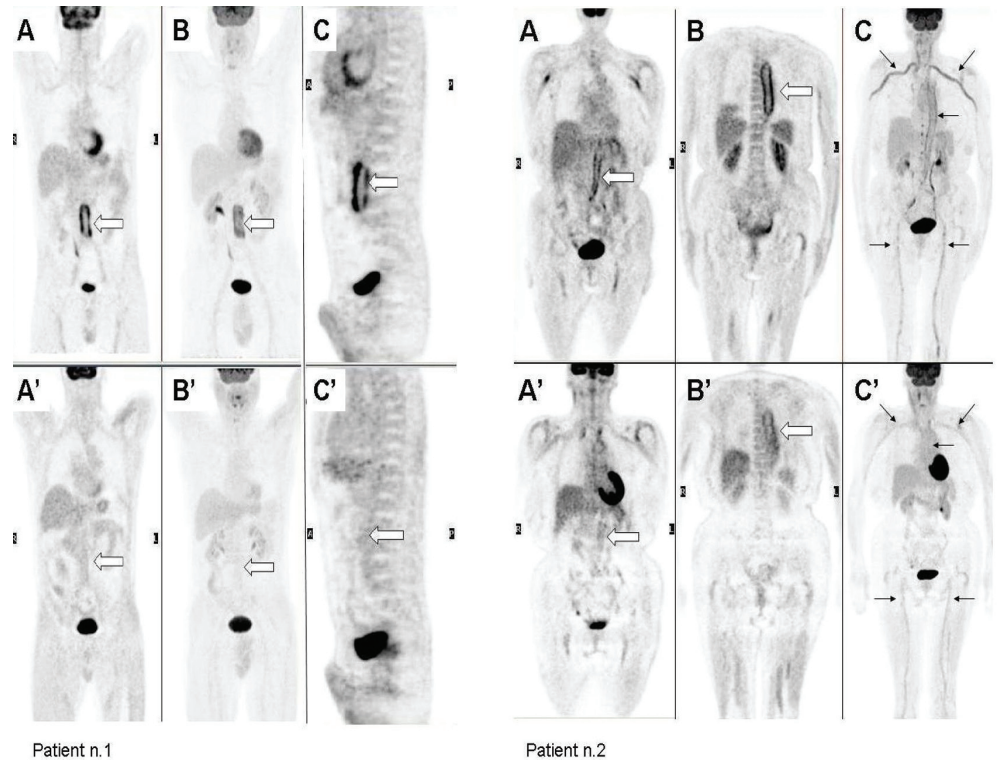 A B C
A' B' C'
Patient n.1
A B C
A' B' C'
Patient n.2